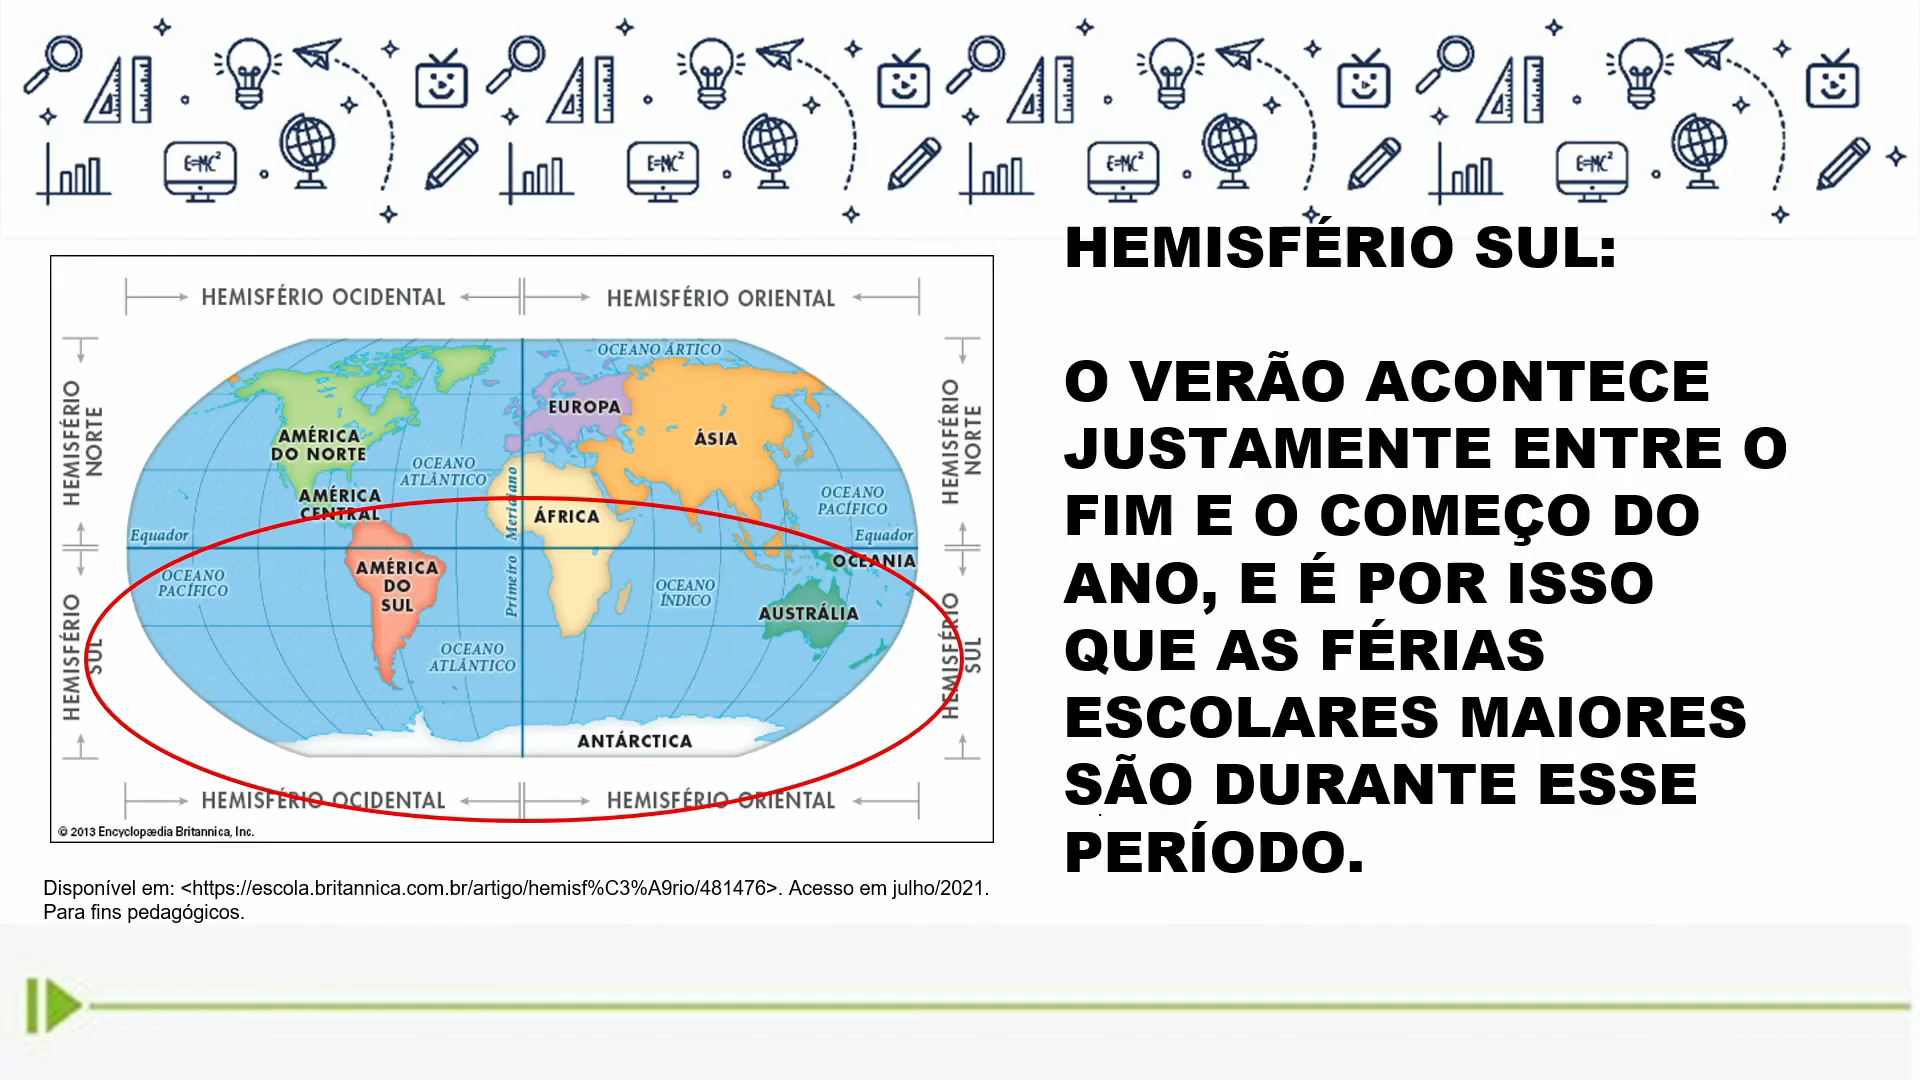 E=MC²
E=MC²
E=MC²
E=MC²
HEMISFÉRIO SUL:
O VERÃO ACONTECE
JUSTAMENTE ENTRE O
FIM E O COMEÇO DO
ANO, E É POR ISSO
QUE AS FÉRIAS
ESCOLARES MAIORES
SÃO DURANTE ESSE
PERÍODO.
HEMISFÉRIO OCIDENTAL
HEMISFÉRIO ORIENTAL
HEMISFÉRIO
NORTE
HEMISFÉRIO
NORTE
OCEANO ÁRTICO
EUROPA
ÁSIA
AMÉRICA
DO NORTE
OCEANO
ATLÂNTICO
AMÉRICA
CENTRAL
OCEANO
PACÍFICO
ÁFRICA
Primeiro Meridiano
Equador
Equador
OCEANIA
AMÉRICA
DO
SUL
OCEANO
PACÍFICO
OCEANO
ÍNDICO
AUSTRÁLIA
OCEANO
ATLÂNTICO
HEMISFÉRIO
SUL
HEMISFÉRIO
SUL
ANTÁRCTICA
HEMISFÉRIO OCIDENTAL
HEMISFÉRIO ORIENTAL
© 2013 Encyclopædia Britannica, Inc.
Disponível em: <https://escola.britannica.com.br/artigo/hemisf%C3%A9rio/481476>. Acesso em julho/2021.
Para fins pedagógicos.